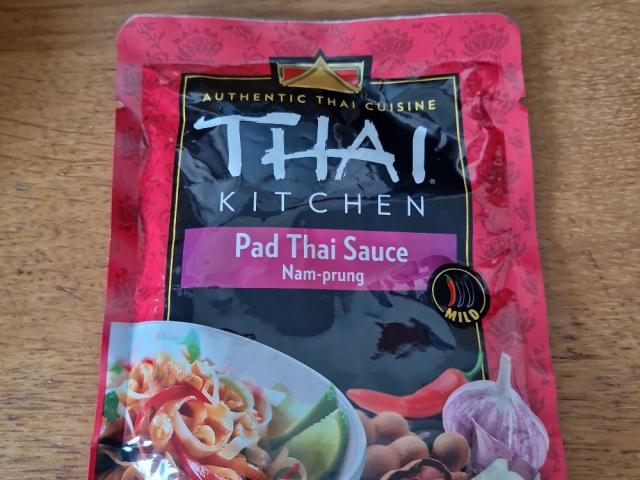 AUTHENTIC THAI CUISINE
THAI
KITCHEN
Pad Thai Sauce
Nam-prung
MILD